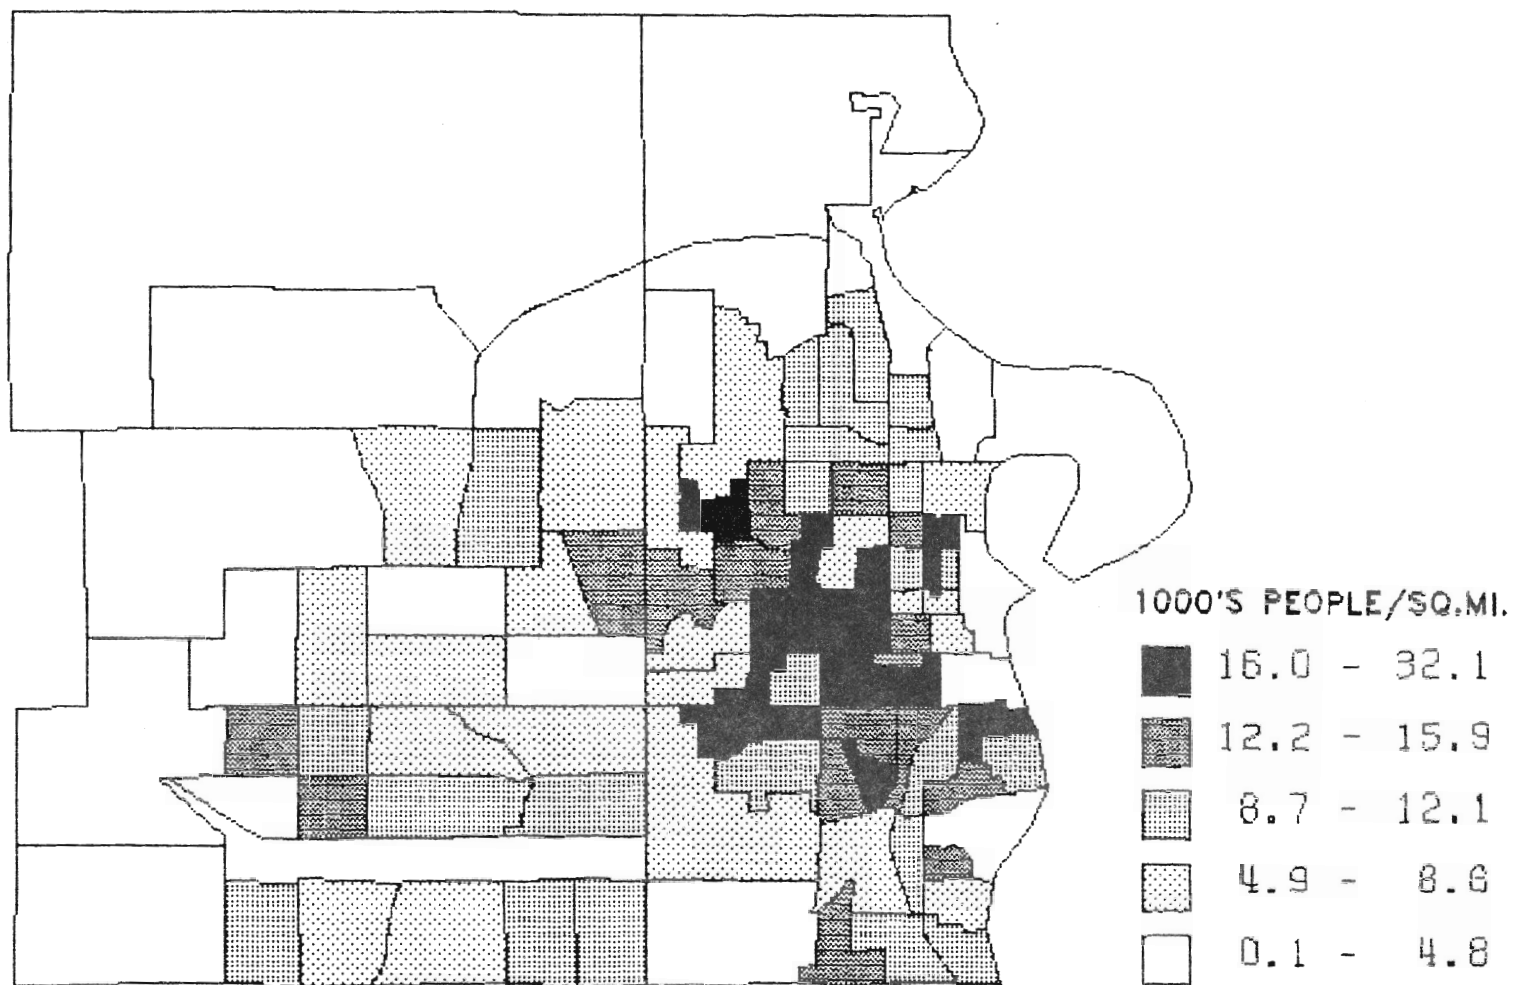 1000'S PEOPLE/SQ.MI.
16.0 - 32.1
12.2 - 15.9
8.7 - 12.1
4.9 - 8.6
0.1 - 4.8